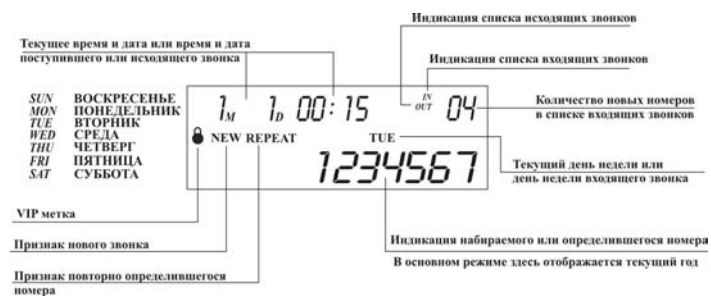 Индикация списка исходящих звонков
Текущее время и дата или время и дата
поступившего или исходящего звонка
Индикация списка входящих звонков
SUN ВОСКРЕСЕНЬЕ
MON ПОНЕДЕЛЬНИК
TUE ВТОРНИК
WED СРЕДА
THU ЧЕТВЕРГ
FRI ПЯТНИЦА
SAT СУББОТА
1M 1D 00:15 IN OUT 04
NEW REPEAT TUE
1234567
Количество новых номеров
в списке входящих звонков
Текущий день недели или
день недели входящего звонка
VIP метка
Признак нового звонка
Признак повторно определившегося
номера
Индикация набираемого или определившегося номера
В основном режиме здесь отображается текущий год